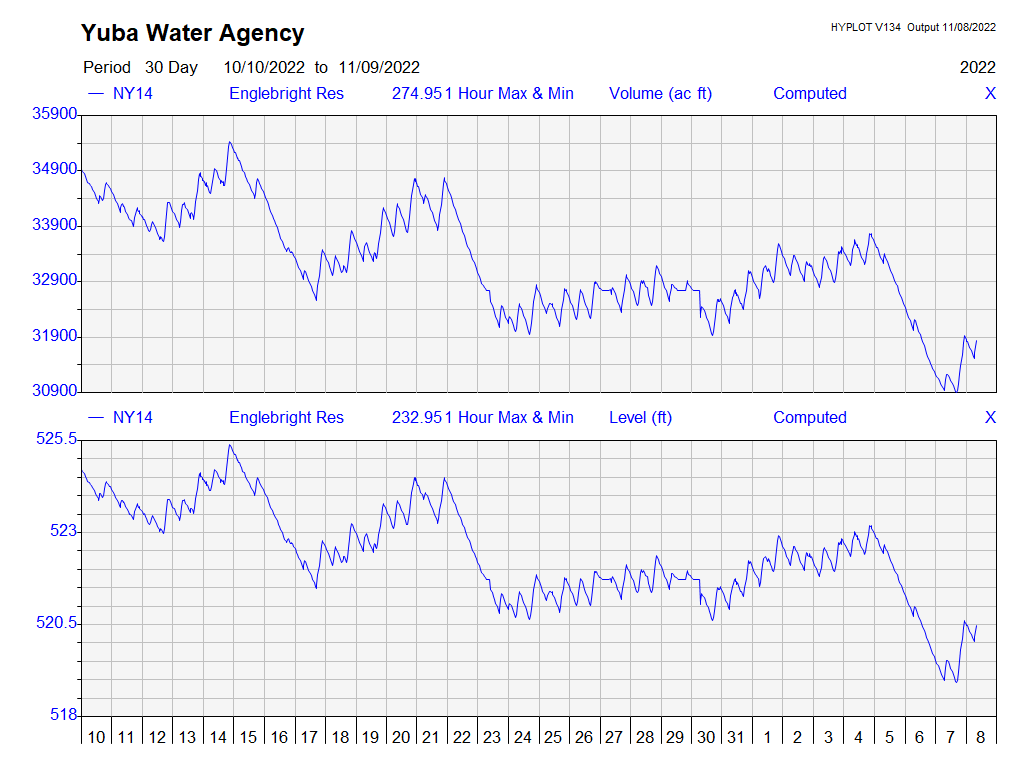 Yuba Water Agency
HYPLOT V134 Output 11/08/2022
Period 30 Day 10/10/2022 to 11/09/2022 2022
NY14 Englebright Res 274.951 Hour Max & Min Volume (ac ft) Computed X
35900
34900
33900
32900
31900
30900
NY14 Englebright Res 232.951 Hour Max & Min Level (ft) Computed X
525.5
523
520.5
518
10 11 12 13 14 15 16 17 18 19 20 21 22 23 24 25 26 27 28 29 30 31 1 2 3 4 5 6 7 8